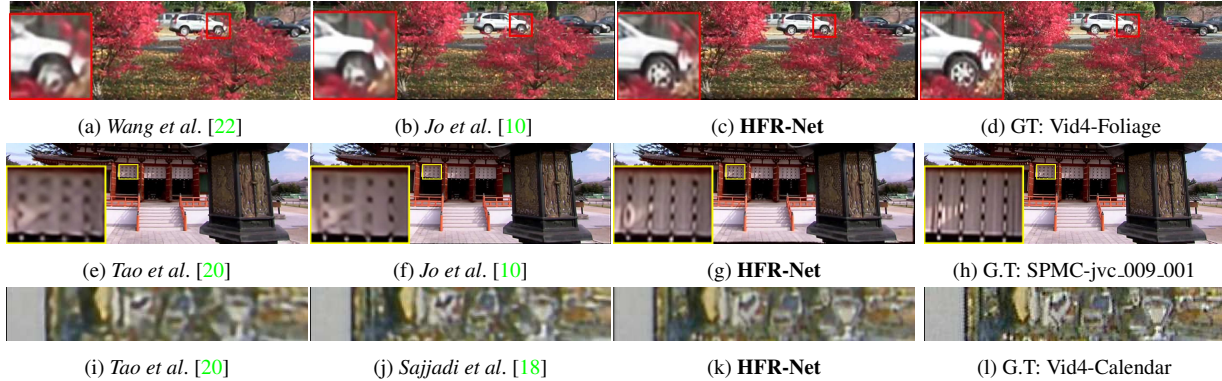 (a) Wang et al. [22] (b) Jo et al. [10] (c) HFR-Net (d) GT: Vid4-Foliage
(e) Tao et al. [20] (f) Jo et al. [10] (g) HFR-Net (h) G.T: SPMC-jvc_009_001
(i) Tao et al. [20] (j) Sajjadi et al. [18] (k) HFR-Net (l) G.T: Vid4-Calendar